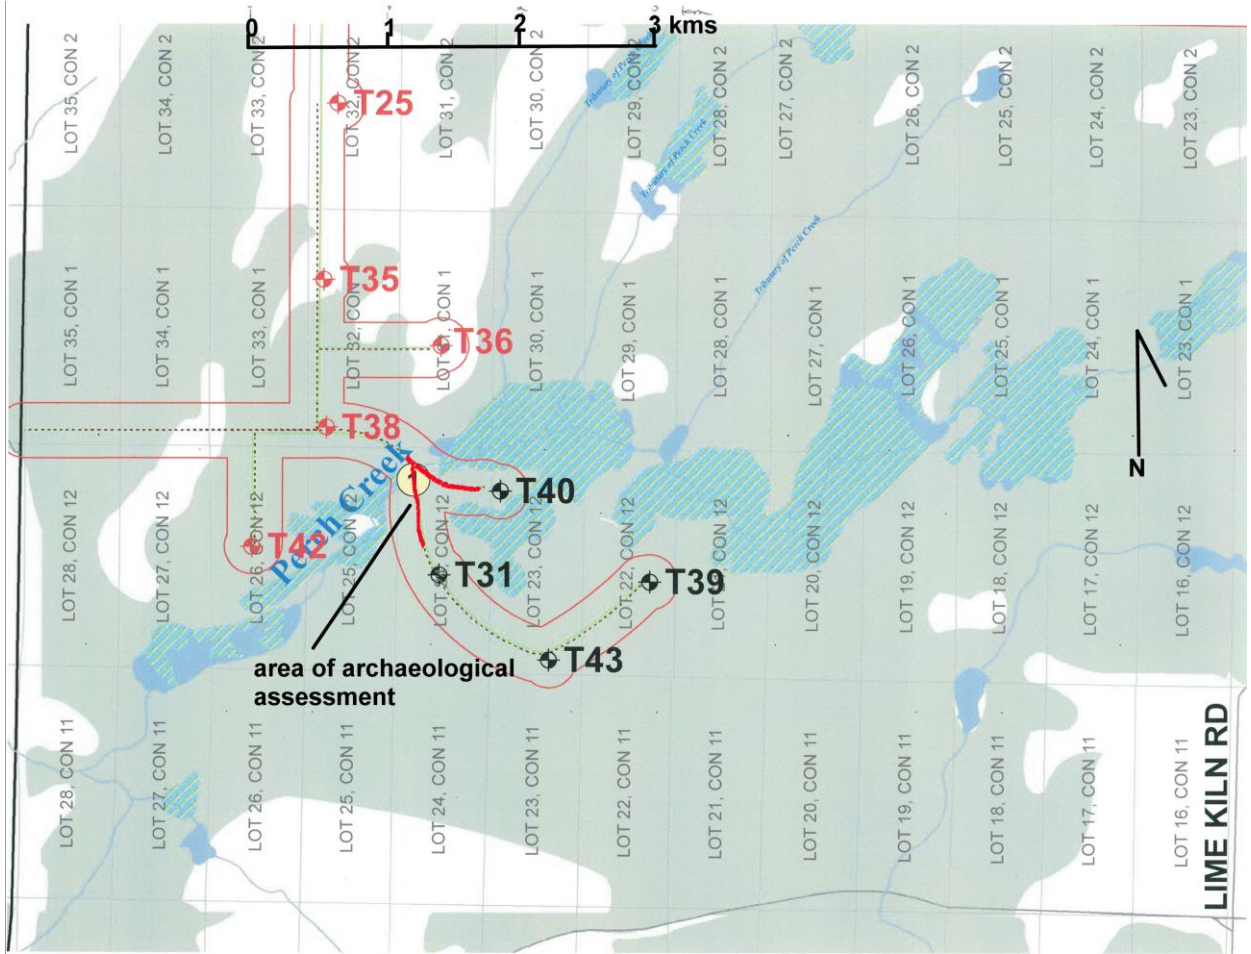 0 1 2 3 kms
LOT 35, CON 2
LOT 34, CON 2
LOT 33, CON 2
LOT 32, CON 2
LOT 31, CON 2
LOT 30, CON 2
LOT 29, CON 2
LOT 28, CON 2
LOT 27, CON 2
LOT 26, CON 2
LOT 25, CON 2
LOT 24, CON 2
LOT 23, CON 2
Tributary of Perch Creek
Tributary of Perch Creek
Tributary of Perch Creek
T25
T35
T36
T38
LOT 35, CON 1
LOT 34, CON 1
LOT 33, CON 1
LOT 32, CON 1
LOT 31, CON 1
LOT 30, CON 1
LOT 29, CON 1
LOT 28, CON 1
LOT 27, CON 1
LOT 26, CON 1
LOT 25, CON 1
LOT 24, CON 1
LOT 23, CON 1
N
Perch Creek
1
T40
T42
T31
T39
T43
LOT 28, CON 12
LOT 27, CON 12
LOT 26, CON 12
LOT 25, CON 12
CON 12
LOT 23, CON 12
LOT 22, CON 12
CON 12
LOT 20, CON 12
LOT 19, CON 12
LOT 18, CON 12
LOT 17, CON 12
LOT 16, CON 12
area of archaeological
assessment
LOT 28, CON 11
LOT 27, CON 11
LOT 26, CON 11
LOT 25, CON 11
LOT 24, CON 11
LOT 23, CON 11
LOT 22, CON 11
LOT 21, CON 11
LOT 20, CON 11
LOT 19, CON 11
LOT 18, CON 11
LOT 17, CON 11
LOT 16, CON 11
LIME KILN RD